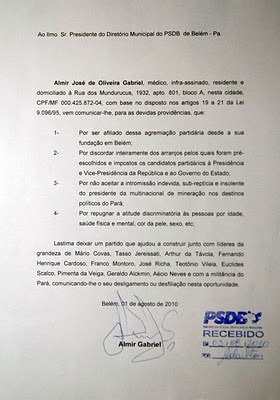 Ao Ilmo. Sr. Presidente do Diretório Municipal do PSDB de Belém - Pa.
Almir José de Oliveira Gabriel, médico, infra-assinado, residente e
domiciliado à Rua dos Mundurucus, 1932, apto. 801, bloco A, nesta cidade,
CPF/MF 000.425.872-04, com base no disposto nos artigos 19 a 21 da Lei
9.096/95, vem comunicar-lhe, para as devidas providências, que:
1- Por ser afiliado dessa agremiação partidária desde a sua
fundação em Belém;
2- Por discordar inteiramente dos arranjos pelos quais foram pré-
escolhidos e impostos os candidatos partidários à Presidência
e Vice-Presidência da República e ao Governo do Estado;
3- Por não aceitar a intromissão indevida, sub-reptícia e insolente
do presidente da multinacional de mineração nos destinos
políticos do Pará;
4- Por repugnar a atitude discriminatória às pessoas por idade,
saúde física e mental, cor da pele, sexo, etc;
Lastima deixar um partido que ajudou a construir junto com líderes da
grandeza de Mário Covas, Tasso Jereissati, Arthur da Távola, Fernando
Henrique Cardoso, Franco Montoro, José Richa, Teotônio Vilela, Euclides
Scalco, Pimenta da Veiga, Geraldo Alckmin, Aécio Neves e com a militância do
Pará, comunicando-lhe o seu desligamento ou desfiliação nesta oportunidade.
Belém, 01 de agosto de 2010
Almir Gabriel
PSDB
RECEBIDO
EM 03/08/2010
POR